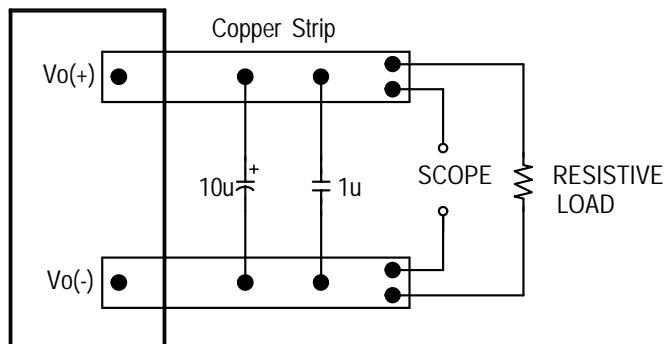 Copper Strip
Vo(+)
+
10u
1u
SCOPE
RESISTIVE
LOAD
Vo(-)